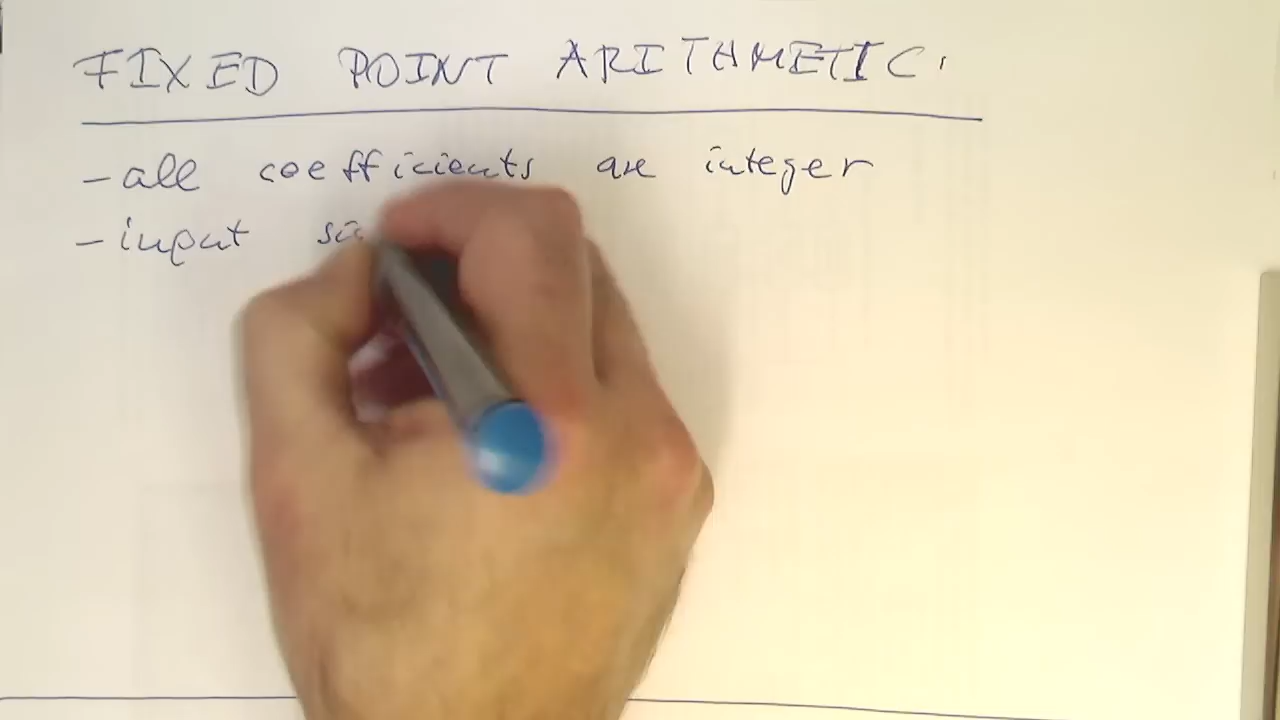 FIXED POINT ARITHMETIC
- all coefficients are integer
- input